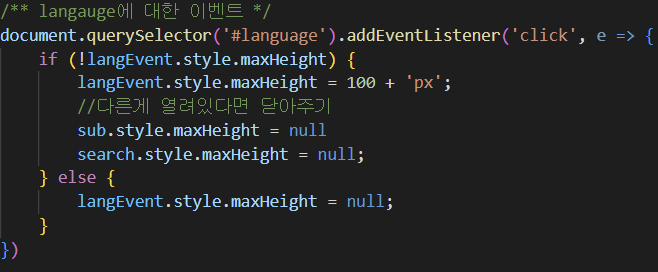 /** langauge에 대한 이벤트 */
document.querySelector('#language').addEventListener('click', e => {
    if (!langEvent.style.maxHeight) {
        langEvent.style.maxHeight = 100 + 'px';
        //다른게 열려있다면 닫아주기
        sub.style.maxHeight = null
        search.style.maxHeight = null;
    } else {
        langEvent.style.maxHeight = null;
    }
})